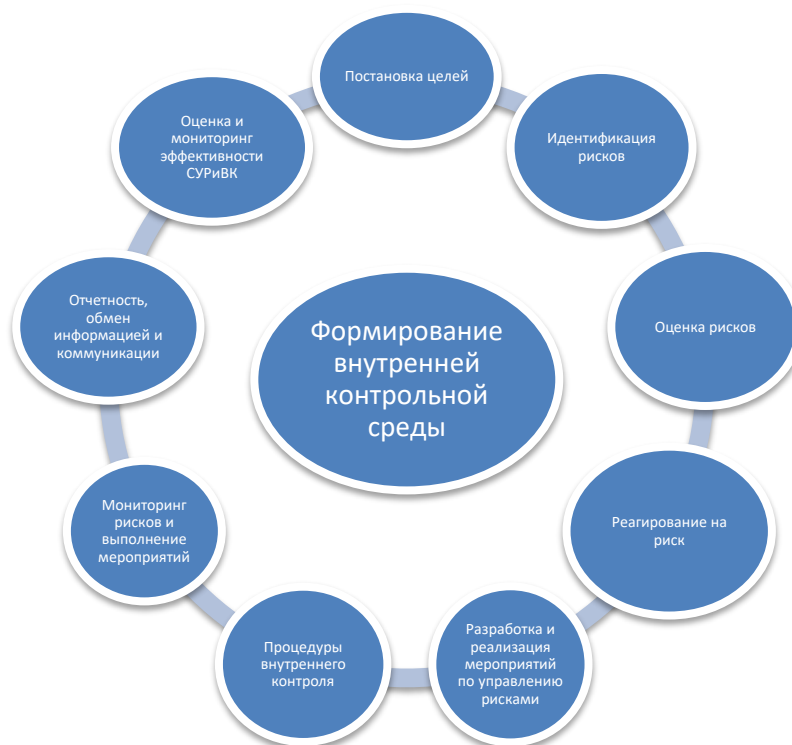 Постановка целей
Идентификация
рисков
Оценка рисков
Реагирование на
риск
Разработка и
реализация
мероприятий
по управлению
рисками
Процедуры
внутреннего
контроля
Мониторинг
рисков и
выполнение
мероприятий
Отчетность,
обмен
информацией и
коммуникации
Оценка и
мониторинг
эффективности
СУРиВК
Формирование
внутренней
контрольной
среды